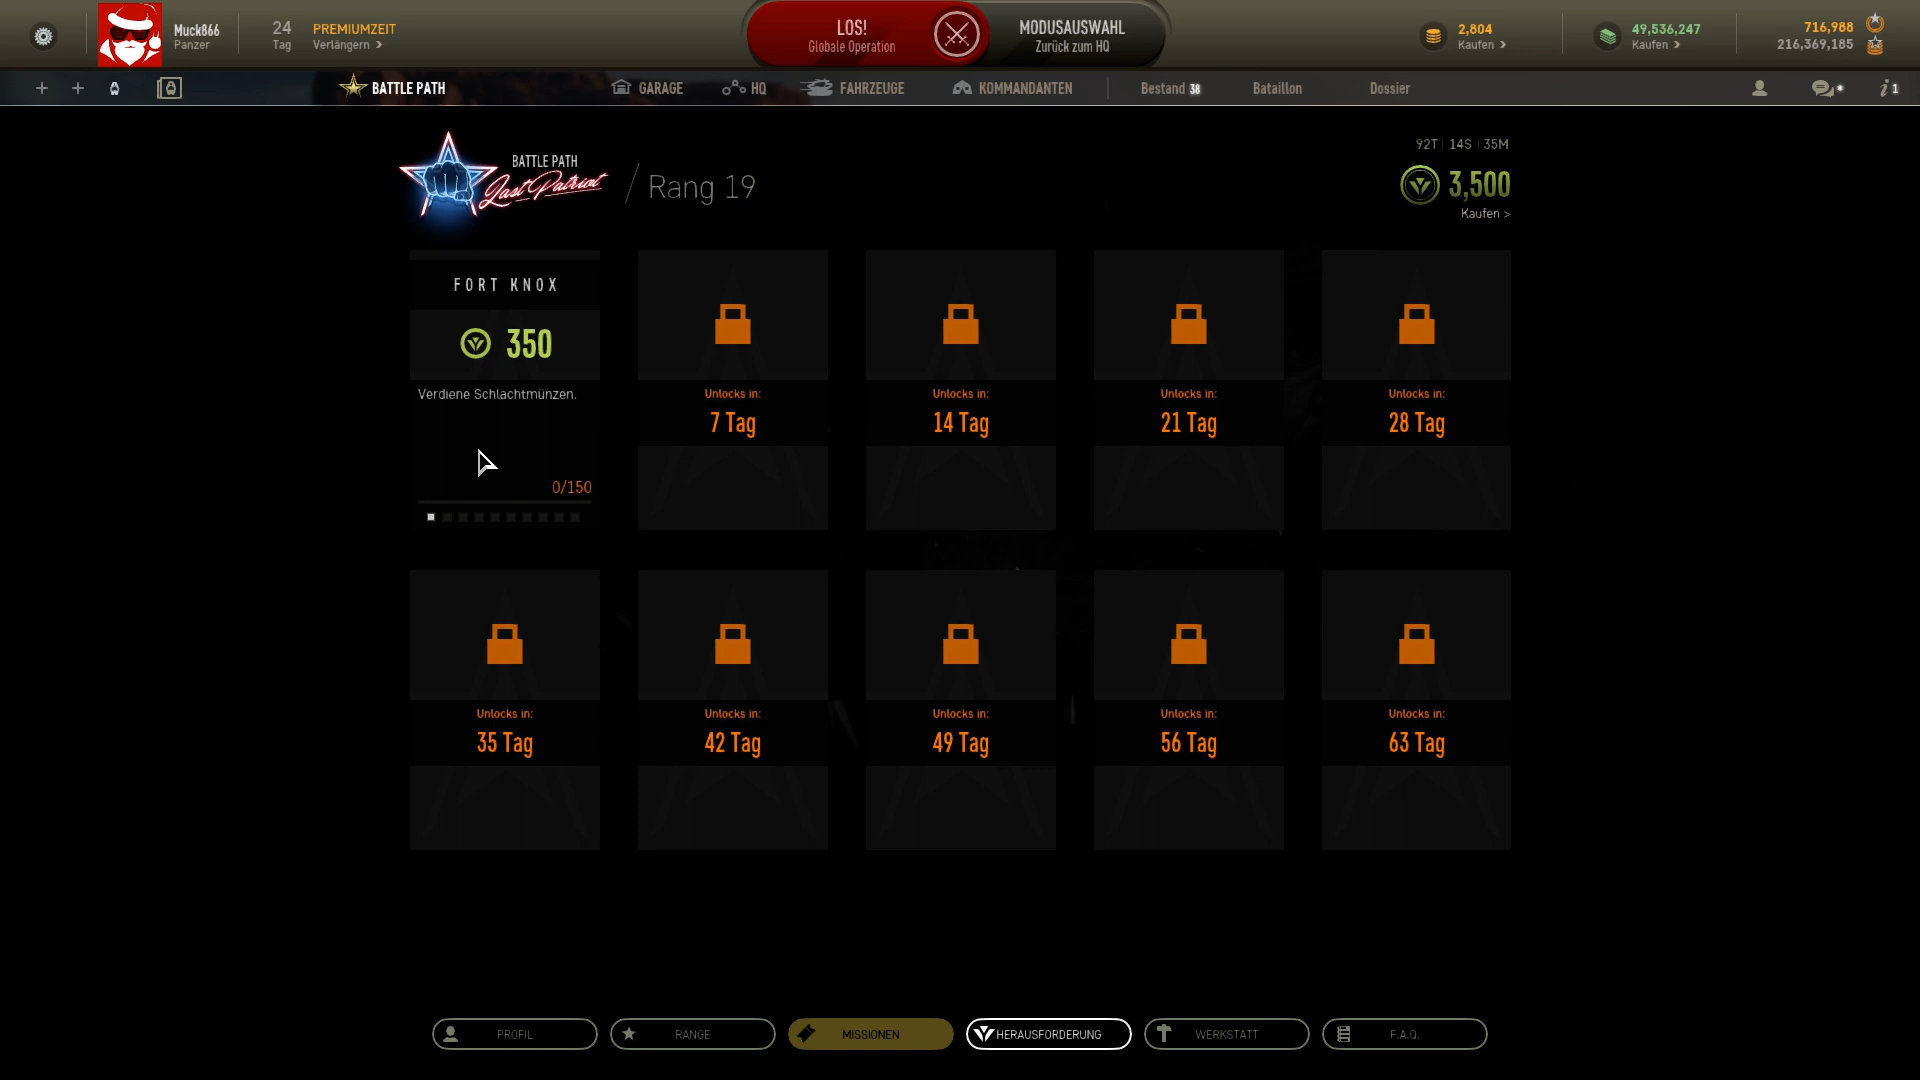 Muck866
Panzer
24
Tag
PREMIUMZEIT
Verlängern >
LOS!
Globale Operation
MODUSAUSWAHL
Zurück zum HQ
2,804
Kaufen >
49,536,247
Kaufen >
716,988
216,369,185
BATTLE PATH
GARAGE
HQ
FAHRZEUGE
KOMMANDANTEN
Bestand 38
Bataillon
Dossier
1
BATTLE PATH
Last Patriot
/ Rang 19
92T | 14S | 35M
3,500
Kaufen >
FORT KNOX
350
Verdiene Schlachtmünzen.
0/150
Unlocks in:
7 Tag
Unlocks in:
14 Tag
Unlocks in:
21 Tag
Unlocks in:
28 Tag
Unlocks in:
35 Tag
Unlocks in:
42 Tag
Unlocks in:
49 Tag
Unlocks in:
56 Tag
Unlocks in:
63 Tag
PROFIL
RÄNGE
MISSIONEN
HERAUSFORDERUNG
WERKSTATT
F.A.Q.